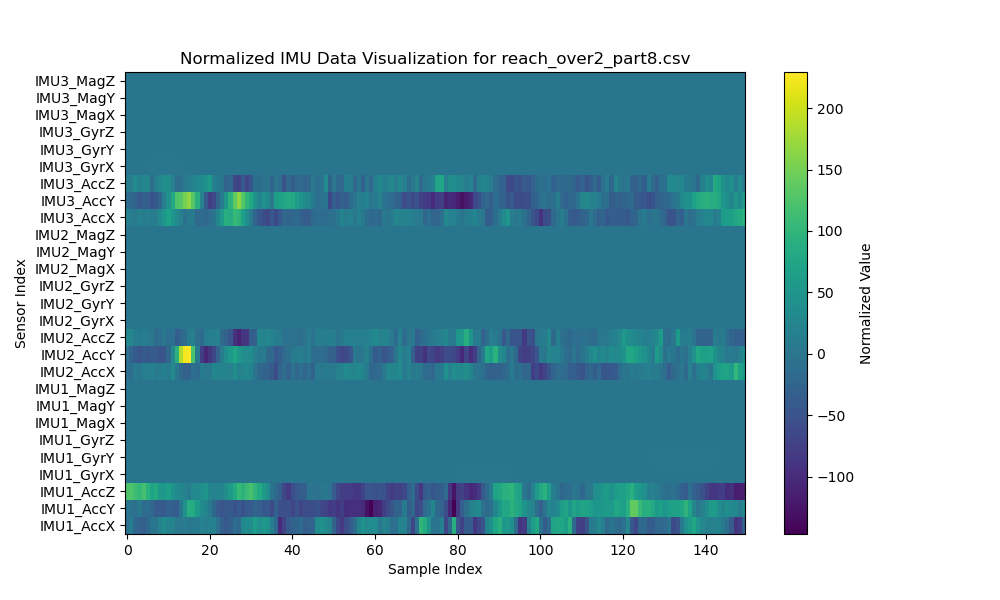 Normalized IMU Data Visualization for reach_over2_part8.csv
IMU3_MagZ
IMU3_MagY
IMU3_MagX
IMU3_GyrZ
IMU3_GyrY
IMU3_GyrX
IMU3_AccZ
IMU3_AccY
IMU3_AccX
IMU2_MagZ
IMU2_MagY
IMU2_MagX
IMU2_GyrZ
IMU2_GyrY
IMU2_GyrX
IMU2_AccZ
IMU2_AccY
IMU2_AccX
IMU1_MagZ
IMU1_MagY
IMU1_MagX
IMU1_GyrZ
IMU1_GyrY
IMU1_GyrX
IMU1_AccZ
IMU1_AccY
IMU1_AccX
Sensor Index
0 20 40 60 80 100 120 140
Sample Index
200
150
100
50
0
−50
−100
Normalized Value